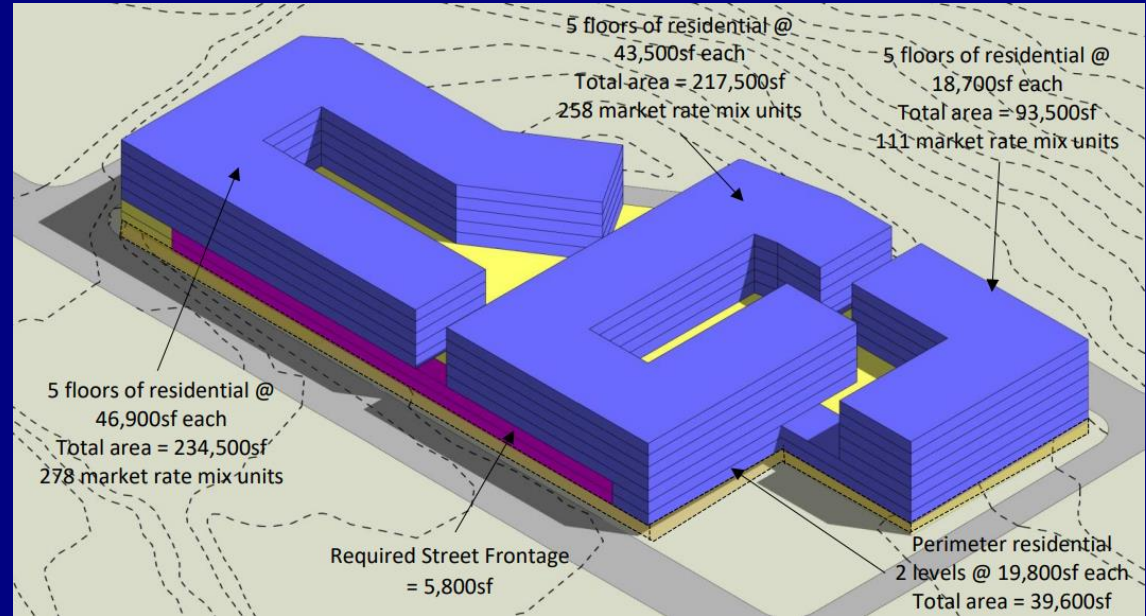 5 floors of residential @
43,500sf each
Total area = 217,500sf
258 market rate mix units
5 floors of residential @
18,700sf each
Total area = 93,500sf
111 market rate mix units
5 floors of residential @
46,900sf each
Total area = 234,500sf
278 market rate mix units
Required Street Frontage
= 5,800sf
Perimeter residential
2 levels @ 19,800sf each
Total area = 39,600sf